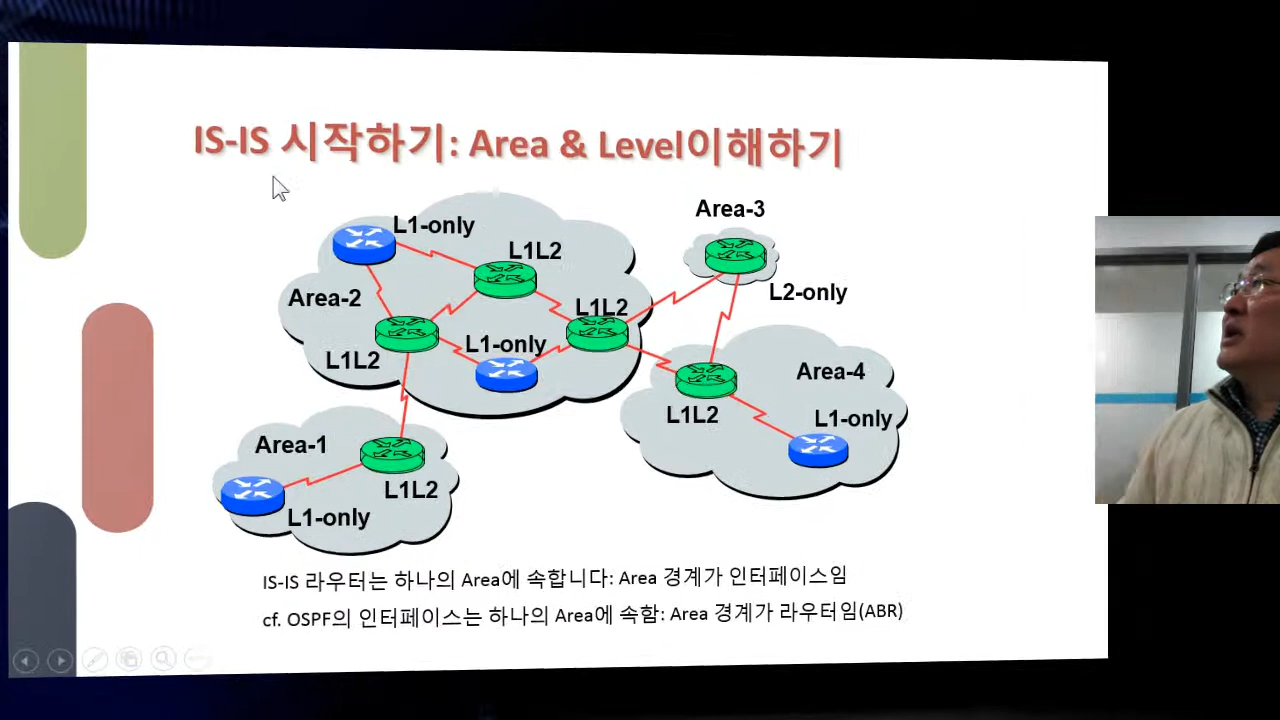 IS-IS 시작하기: Area & Level이해하기
Area-3
L1-only
L1L2
Area-2
L1L2
L2-only
L1-only
L1L2
Area-4
L1L2
L1-only
Area-1
L1L2
L1-only
IS-IS 라우터는 하나의 Area에 속합니다: Area 경계가 인터페이스임
cf. OSPF의 인터페이스는 하나의 Area에 속함: Area 경계가 라우터임(ABR)